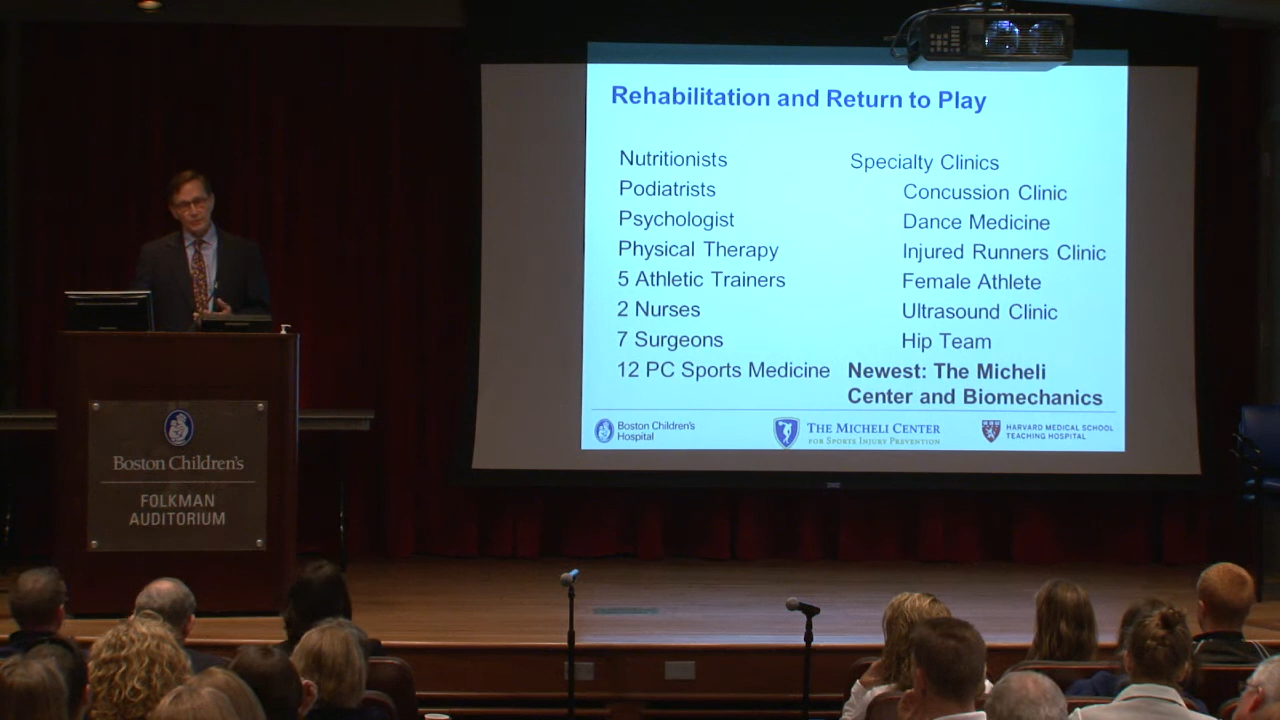 Rehabilitation and Return to Play
Nutritionists
Podiatrists
Psychologist
Physical Therapy
5 Athletic Trainers
2 Nurses
7 Surgeons
12 PC Sports Medicine
Specialty Clinics
Concussion Clinic
Dance Medicine
Injured Runners Clinic
Female Athlete
Ultrasound Clinic
Hip Team
Newest: The Micheli
Center and Biomechanics
Boston Children's
Hospital
THE MICHELI CENTER
FOR SPORTS INJURY PREVENTION
HARVARD MEDICAL SCHOOL
TEACHING HOSPITAL
Boston Children's
FOLKMAN
AUDITORIUM